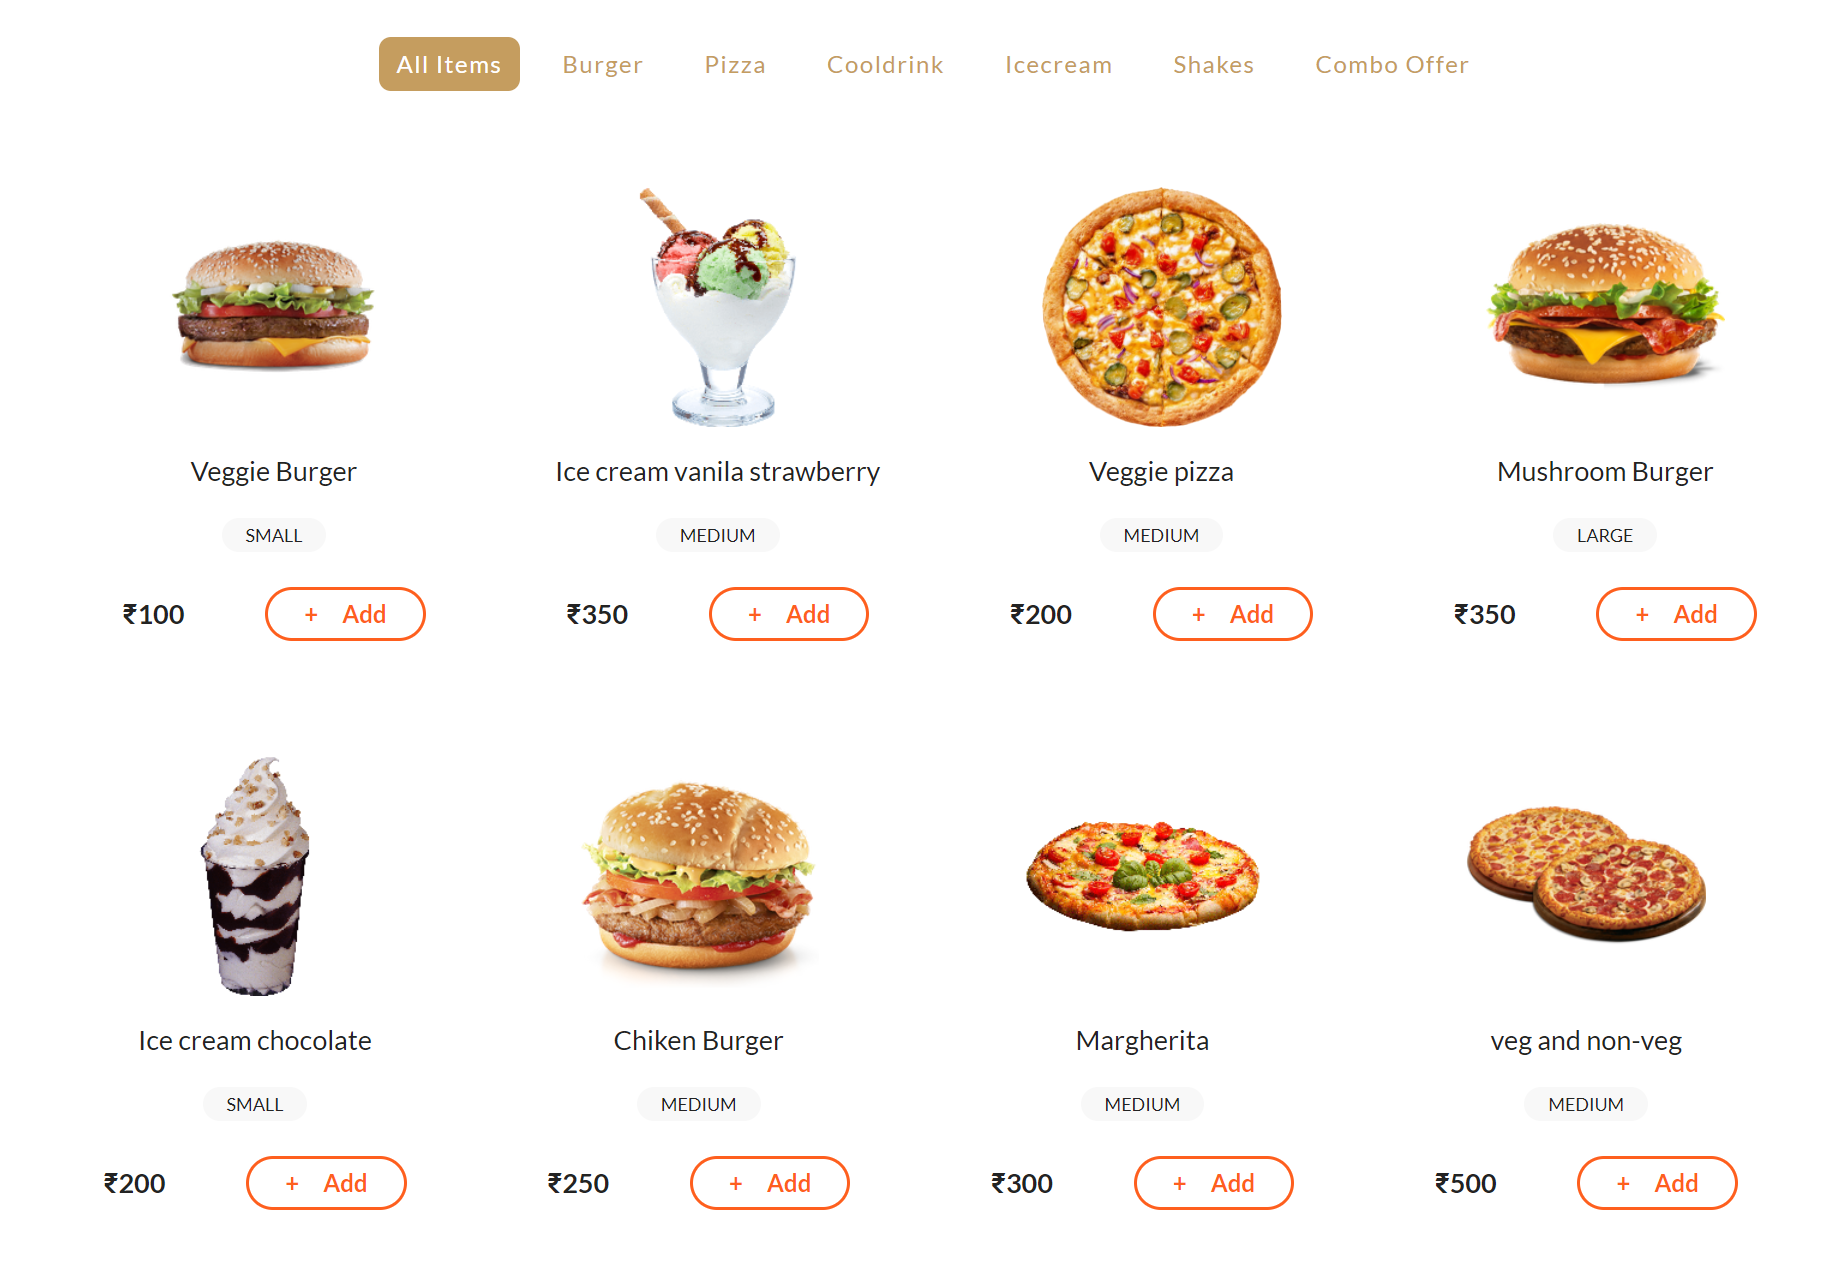 All Items Burger Pizza Cooldrink Icecream Shakes Combo Offer
Veggie Burger
SMALL
₹100 + Add
Ice cream vanila strawberry
MEDIUM
₹350 + Add
Veggie pizza
MEDIUM
₹200 + Add
Mushroom Burger
LARGE
₹350 + Add
Ice cream chocolate
SMALL
₹200 + Add
Chiken Burger
MEDIUM
₹250 + Add
Margherita
MEDIUM
₹300 + Add
veg and non-veg
MEDIUM
₹500 + Add